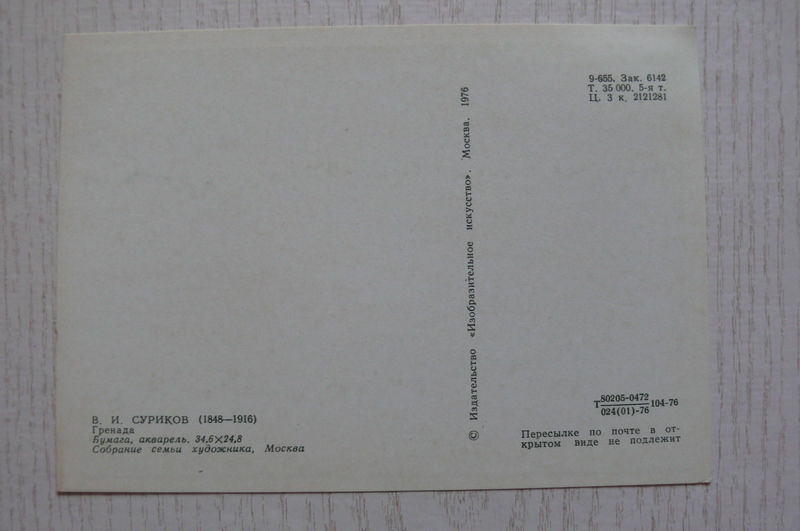 9-655. Зак. 6142
Т. 35 000. 5-я т.
Ц. 3 к. 2121281
© Издательство «Изобразительное искусство». Москва. 1976
В. И. СУРИКОВ (1848—1916)
Гренада
Бумага, акварель. 34,6×24,8
Собрание семьи художника, Москва
Т 80205-0472 104-76
024(01)-76
Пересылке по почте в от-
крытом виде не подлежит